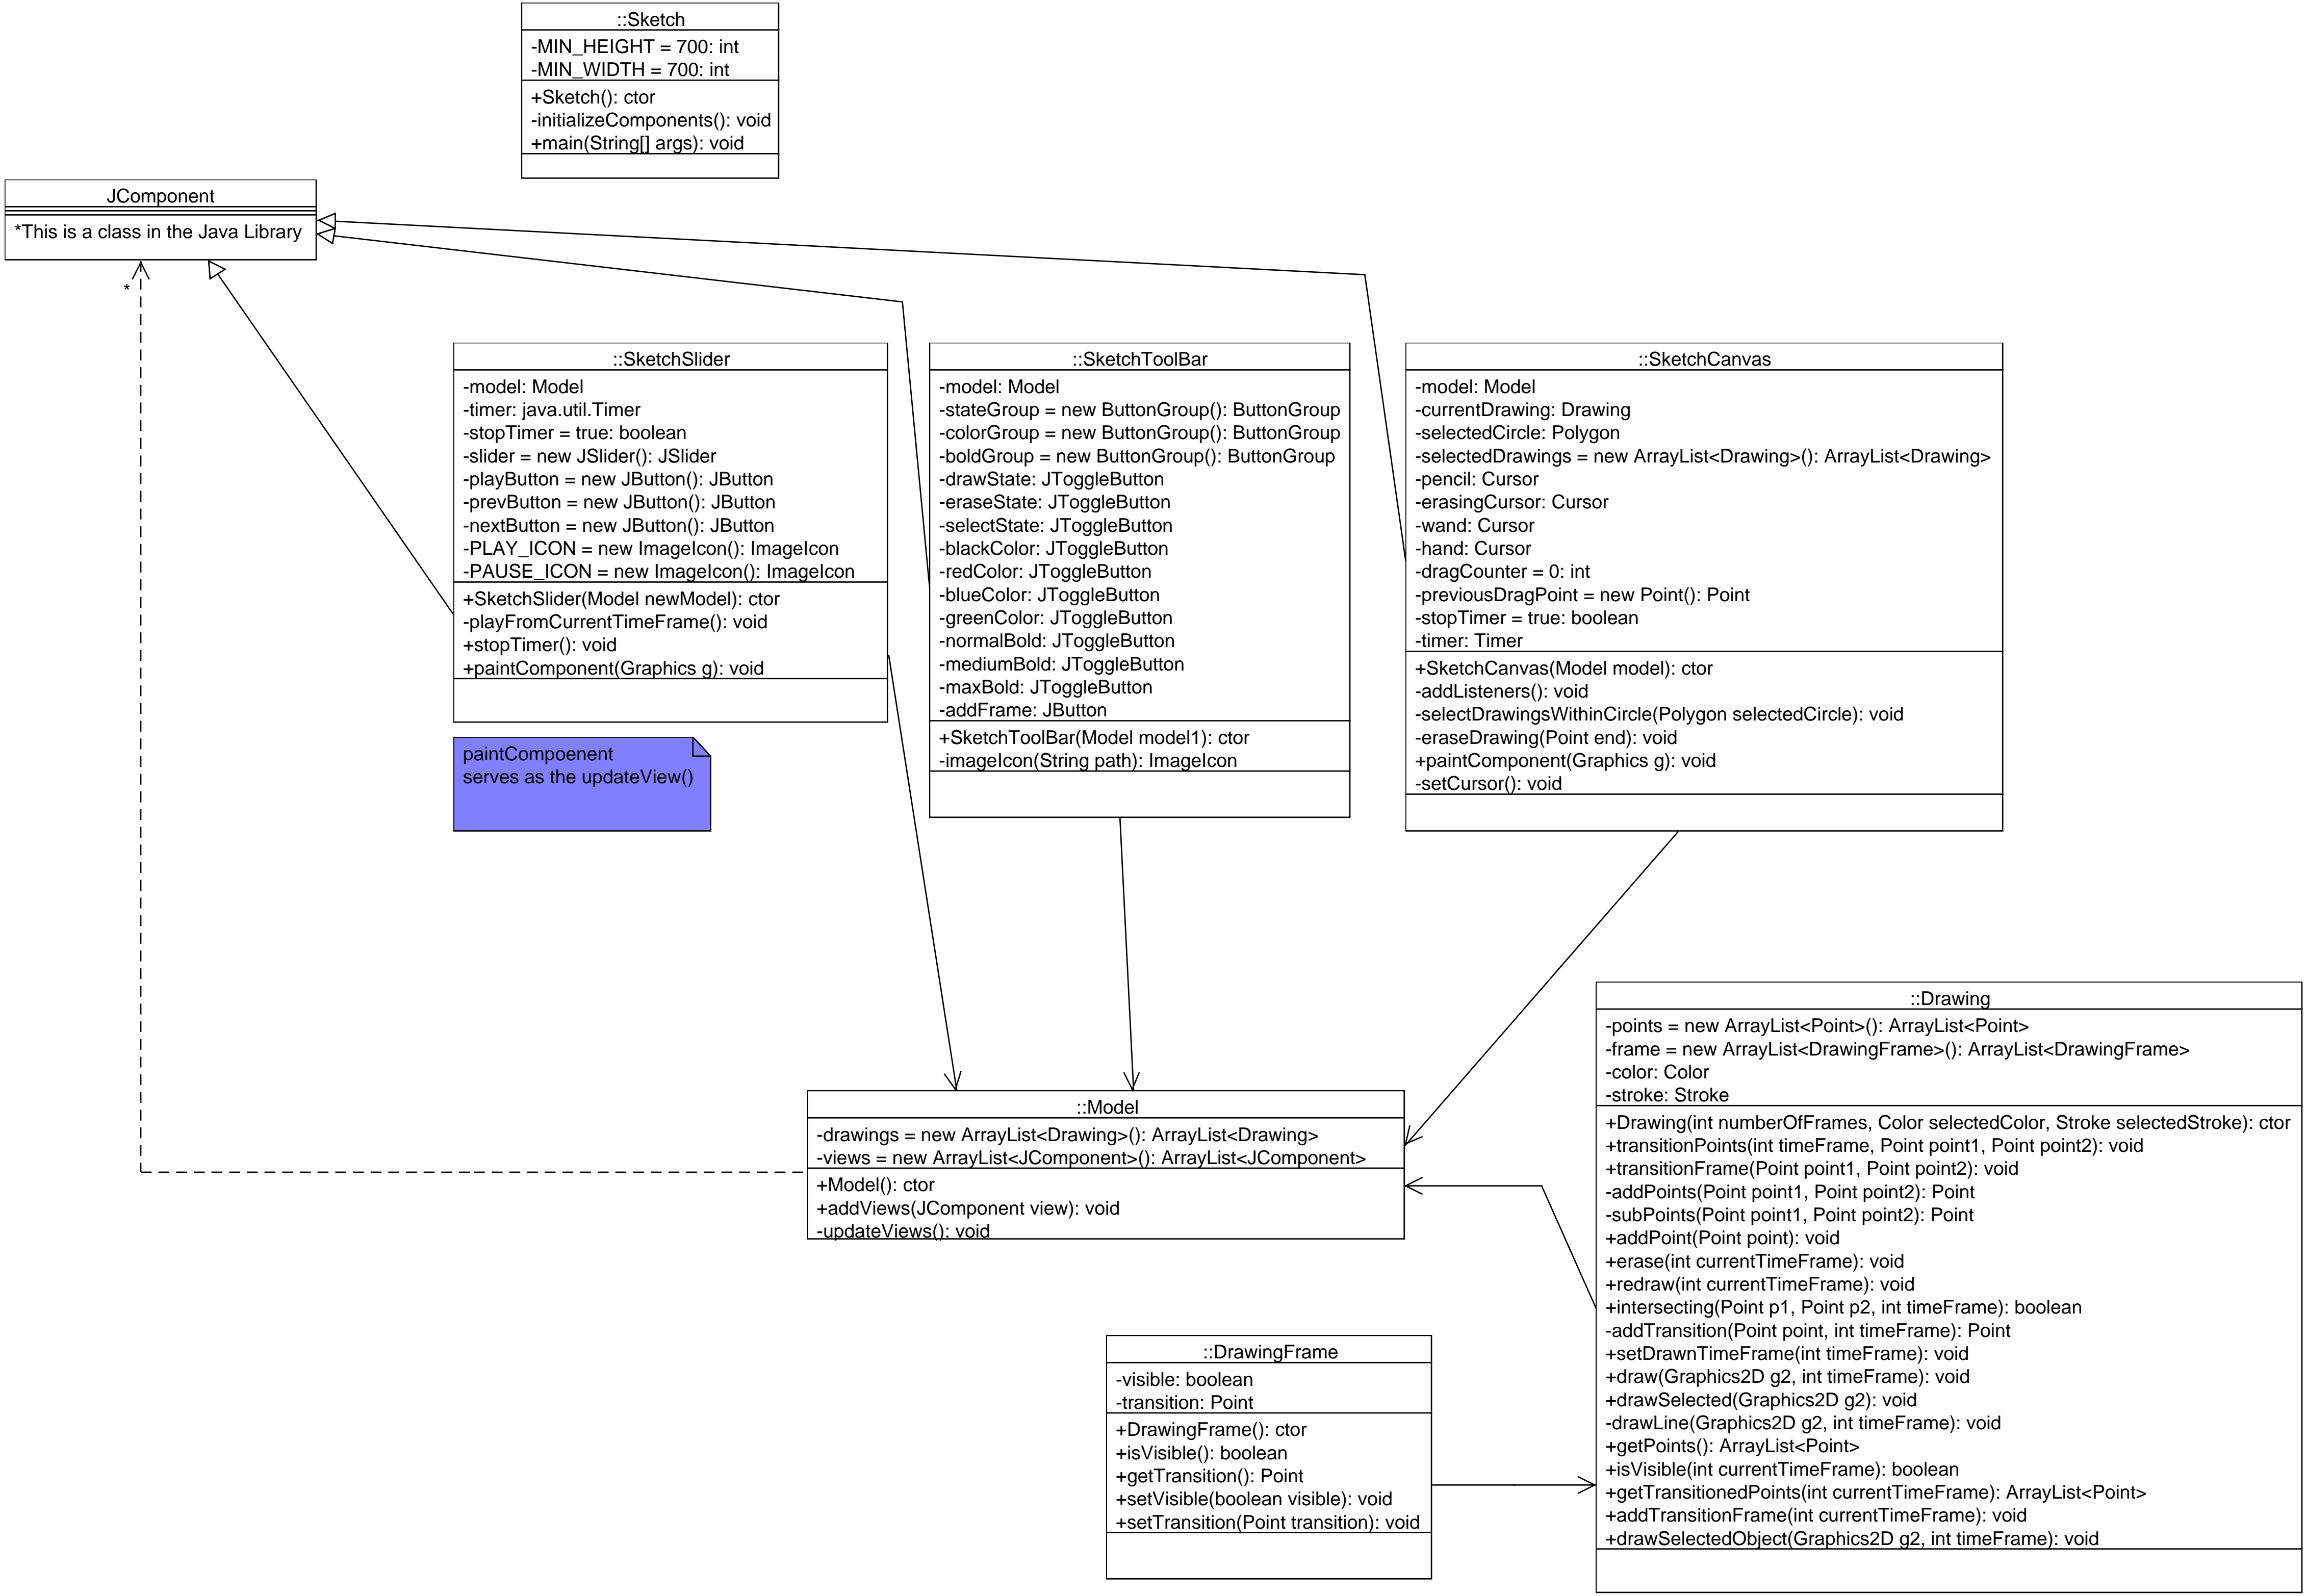 ::Sketch
-MIN_HEIGHT = 700: int
-MIN_WIDTH = 700: int
+Sketch(): ctor
-initializeComponents(): void
+main(String[] args): void
JComponent
*This is a class in the Java Library
*
::SketchSlider
-model: Model
-timer: java.util.Timer
-stopTimer = true: boolean
-slider = new JSlider(): JSlider
-playButton = new JButton(): JButton
-prevButton = new JButton(): JButton
-nextButton = new JButton(): JButton
-PLAY_ICON = new ImageIcon(): ImageIcon
-PAUSE_ICON = new ImageIcon(): ImageIcon
+SketchSlider(Model newModel): ctor
-playFromCurrentTimeFrame(): void
+stopTimer(): void
+paintComponent(Graphics g): void
paintCompoenent
serves as the updateView()
::SketchToolBar
-model: Model
-stateGroup = new ButtonGroup(): ButtonGroup
-colorGroup = new ButtonGroup(): ButtonGroup
-boldGroup = new ButtonGroup(): ButtonGroup
-drawState: JToggleButton
-eraseState: JToggleButton
-selectState: JToggleButton
-blackColor: JToggleButton
-redColor: JToggleButton
-blueColor: JToggleButton
-greenColor: JToggleButton
-normalBold: JToggleButton
-mediumBold: JToggleButton
-maxBold: JToggleButton
-addFrame: JButton
+SketchToolBar(Model model1): ctor
-imageIcon(String path): ImageIcon
::SketchCanvas
-model: Model
-currentDrawing: Drawing
-selectedCircle: Polygon
-selectedDrawings = new ArrayList<Drawing>(): ArrayList<Drawing>
-pencil: Cursor
-erasingCursor: Cursor
-wand: Cursor
-hand: Cursor
-dragCounter = 0: int
-previousDragPoint = new Point(): Point
-stopTimer = true: boolean
-timer: Timer
+SketchCanvas(Model model): ctor
-addListeners(): void
-selectDrawingsWithinCircle(Polygon selectedCircle): void
-eraseDrawing(Point end): void
+paintComponent(Graphics g): void
-setCursor(): void
::Model
-drawings = new ArrayList<Drawing>(): ArrayList<Drawing>
-views = new ArrayList<JComponent>(): ArrayList<JComponent>
+Model(): ctor
+addViews(JComponent view): void
-updateViews(): void
::Drawing
-points = new ArrayList<Point>(): ArrayList<Point>
-frame = new ArrayList<DrawingFrame>(): ArrayList<DrawingFrame>
-color: Color
-stroke: Stroke
+Drawing(int numberOfFrames, Color selectedColor, Stroke selectedStroke): ctor
+transitionPoints(int timeFrame, Point point1, Point point2): void
+transitionFrame(Point point1, Point point2): void
-addPoints(Point point1, Point point2): Point
-subPoints(Point point1, Point point2): Point
+addPoint(Point point): void
+erase(int currentTimeFrame): void
+redraw(int currentTimeFrame): void
+intersecting(Point p1, Point p2, int timeFrame): boolean
-addTransition(Point point, int timeFrame): Point
+setDrawnTimeFrame(int timeFrame): void
+draw(Graphics2D g2, int timeFrame): void
+drawSelected(Graphics2D g2): void
-drawLine(Graphics2D g2, int timeFrame): void
+getPoints(): ArrayList<Point>
+isVisible(int currentTimeFrame): boolean
+getTransitionedPoints(int currentTimeFrame): ArrayList<Point>
+addTransitionFrame(int currentTimeFrame): void
+drawSelectedObject(Graphics2D g2, int timeFrame): void
::DrawingFrame
-visible: boolean
-transition: Point
+DrawingFrame(): ctor
+isVisible(): boolean
+getTransition(): Point
+setVisible(boolean visible): void
+setTransition(Point transition): void